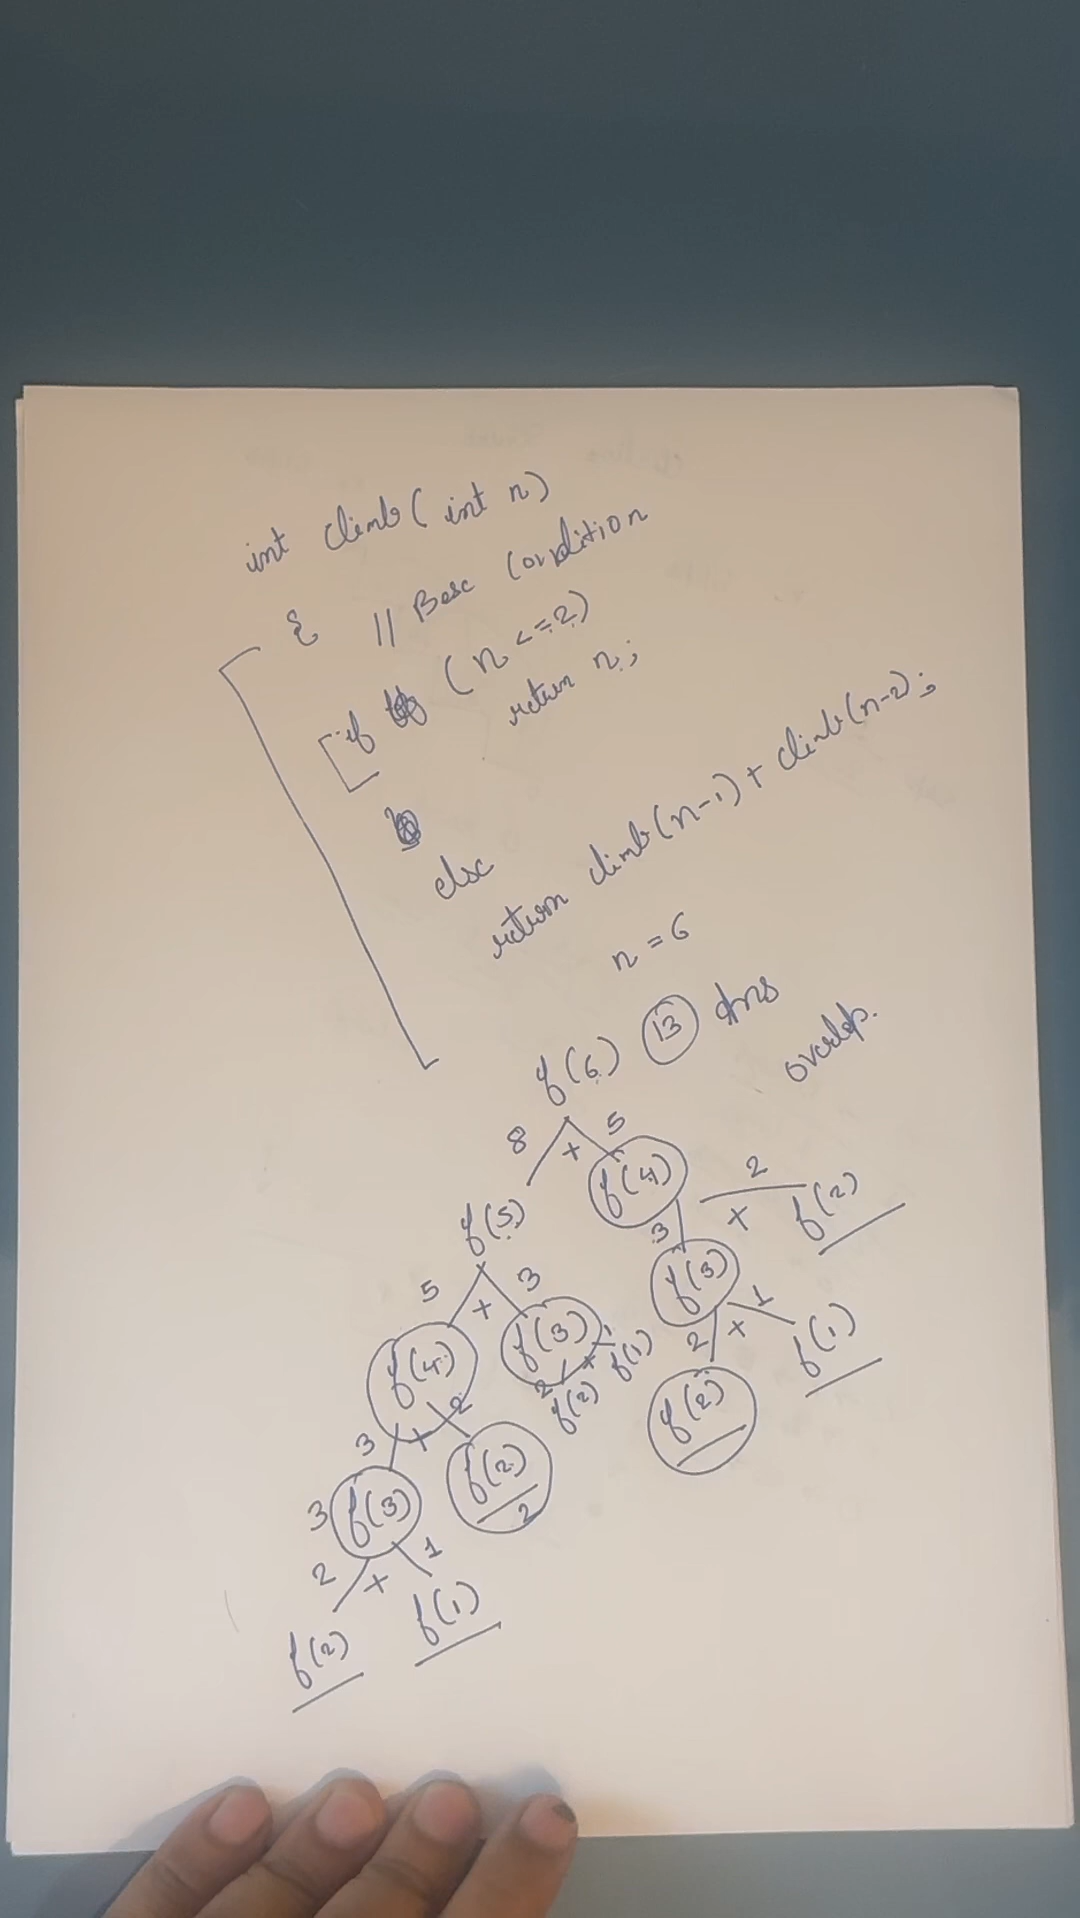 int climb( int n)
{ // Base Condition
if (n <=2)
return n;
else
return climb(n-1) + climb(n-2);
n = 6
f(6) 13 Ans
overlap.
8 + 5
f(5) f(4)
2
3 + f(2)
5 + 3
f(3)
f(4) f(3)
2 + 1
2 + 1
f(2) f(1)
f(2) f(1)
3 + 2
3 f(3) f(2)
2
2 + 1
f(2) f(1)